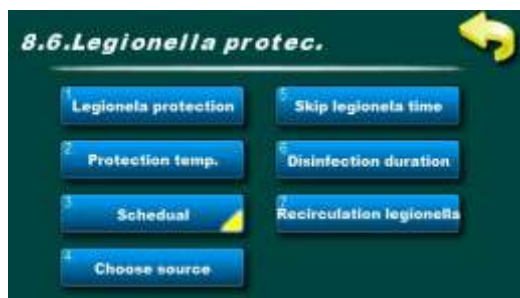 8.6.Legionella protec.
1 Legionela protection
2 Protection temp.
3 Schedual
4 Choose source
5 Skip legionela time
6 Disinfection duration
7 Recirculation legionella